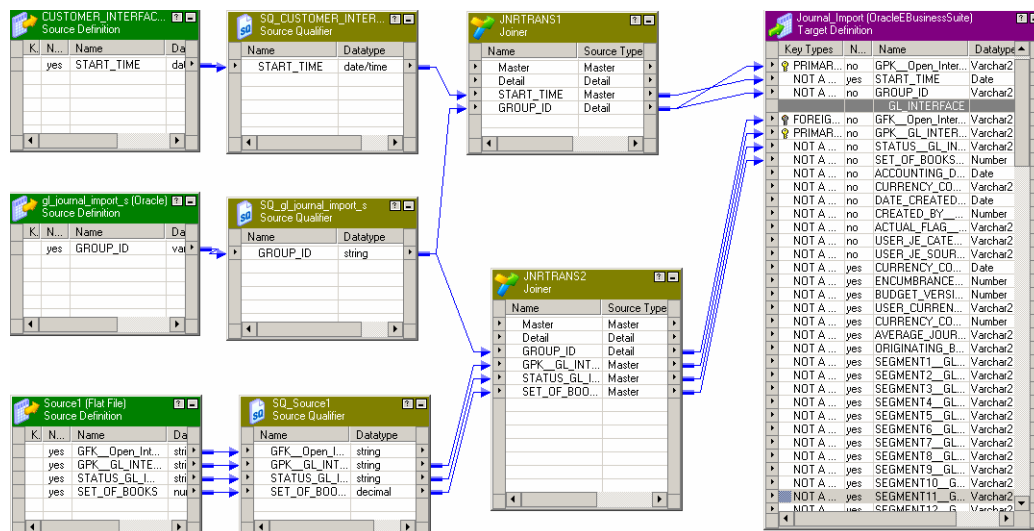 CUSTOMER_INTERFAC...
Source Definition
K. N... Name Da
yes START_TIME dat
SQ_CUSTOMER_INTER...
Source Qualifier
Name Datatype
START_TIME date/time
JNRTRANS1
Joiner
Name Source Type
Master Master
Detail Detail
START_TIME Master
GROUP_ID Detail
Journal_Import (OracleEBusinessSuite)
Target Definition
Key Types N... Name Datatype
PRIMAR... no GPK__Open_Inter... Varchar2
NOT A ... yes START_TIME Date
NOT A ... no GROUP_ID Varchar2
GL_INTERFACE
FOREIG... no GFK__Open_Inter... Varchar2
PRIMAR... no GPK__GL_INTER... Varchar2
NOT A ... no STATUS_GL_IN... Varchar2
NOT A ... no SET_OF_BOOKS... Number
NOT A ... no ACCOUNTING_D... Date
NOT A ... no CURRENCY_CO... Varchar2
NOT A ... no DATE_CREATED... Date
NOT A ... no CREATED_BY__... Number
NOT A ... no ACTUAL_FLAG_... Varchar2
NOT A ... no USER_JE_CATE... Varchar2
NOT A ... no USER_JE_SOUR... Varchar2
NOT A ... yes CURRENCY_CO... Date
NOT A ... yes ENCUMBRANCE... Number
NOT A ... yes BUDGET_VERSI... Number
NOT A ... yes USER_CURREN... Varchar2
NOT A ... yes CURRENCY_CO... Number
NOT A ... yes AVERAGE_JOUR... Varchar2
NOT A ... yes ORIGINATING_B... Varchar2
NOT A ... yes SEGMENT1__GL... Varchar2
NOT A ... yes SEGMENT2__GL... Varchar2
NOT A ... yes SEGMENT3__GL... Varchar2
NOT A ... yes SEGMENT4__GL... Varchar2
NOT A ... yes SEGMENT5__GL... Varchar2
NOT A ... yes SEGMENT6__GL... Varchar2
NOT A ... yes SEGMENT7__GL... Varchar2
NOT A ... yes SEGMENT8__GL... Varchar2
NOT A ... yes SEGMENT9__GL... Varchar2
NOT A ... yes SEGMENT10__G... Varchar2
NOT A ... yes SEGMENT11__G... Varchar2
NOT A ... yes SEGMENT12__G... Varchar2
gl_journal_import_s (Oracle)
Source Definition
K. N... Name Da
yes GROUP_ID var
SQ_gl_journal_import_s
Source Qualifier
Name Datatype
GROUP_ID string
JNRTRANS2
Joiner
Name Source Type
Master Master
Detail Detail
GROUP_ID Detail
GPK__GL_INT... Master
STATUS_GL_I... Master
SET_OF_BOO... Master
Source1 (Flat File)
Source Definition
K. N... Name Da
yes GFK__Open_Int... stri
yes GPK__GL_INTE... stri
yes STATUS_GL_I... stri
yes SET_OF_BOOKS nur
SQ_Source1
Source Qualifier
Name Datatype
GFK__Open_I... string
GPK__GL_INT... string
STATUS_GL_I... string
SET_OF_BOO... decimal